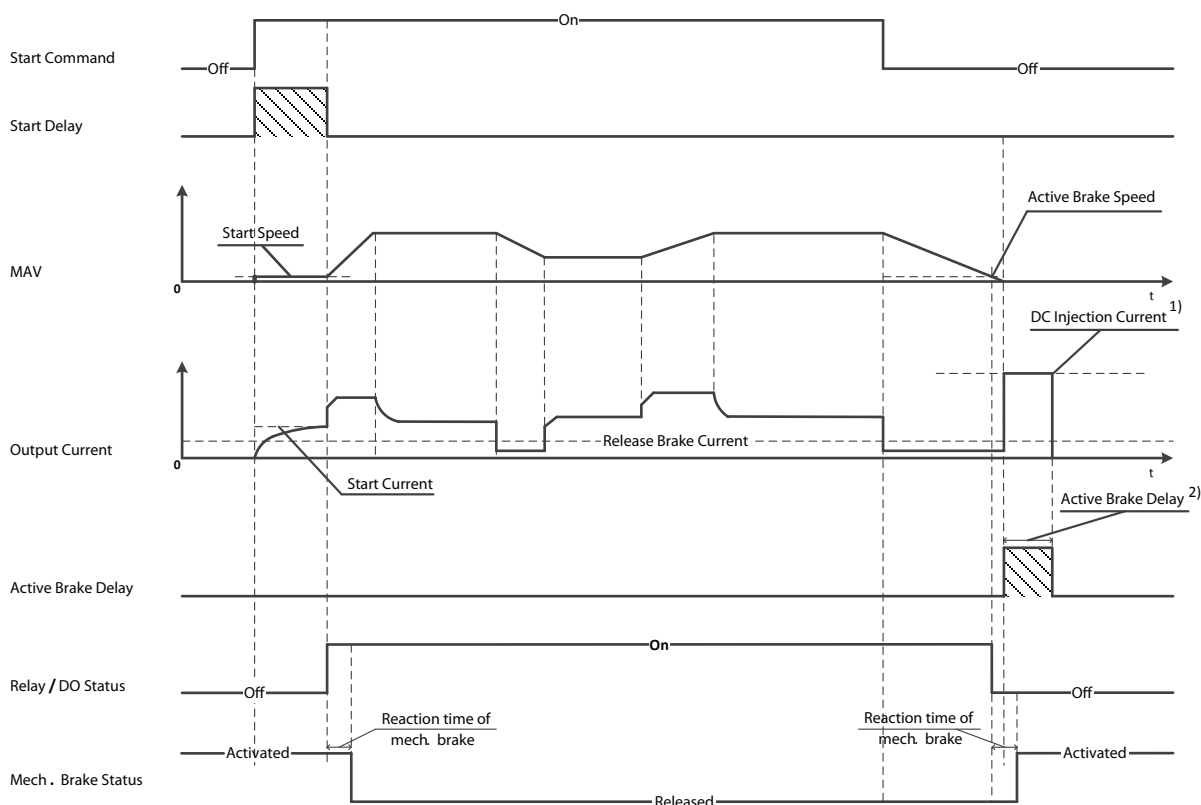 On
Start Command
Off
Off
Start Delay
Active Brake Speed
Start Speed
MAV
0
t
DC Injection Current 1)
Release Brake Current
Output Current
0
t
Start Current
Active Brake Delay 2)
Active Brake Delay
On
Relay / DO Status
Off
Off
Reaction time of
mech. brake
Reaction time of
mech. brake
Activated
Activated
Mech . Brake Status
Released